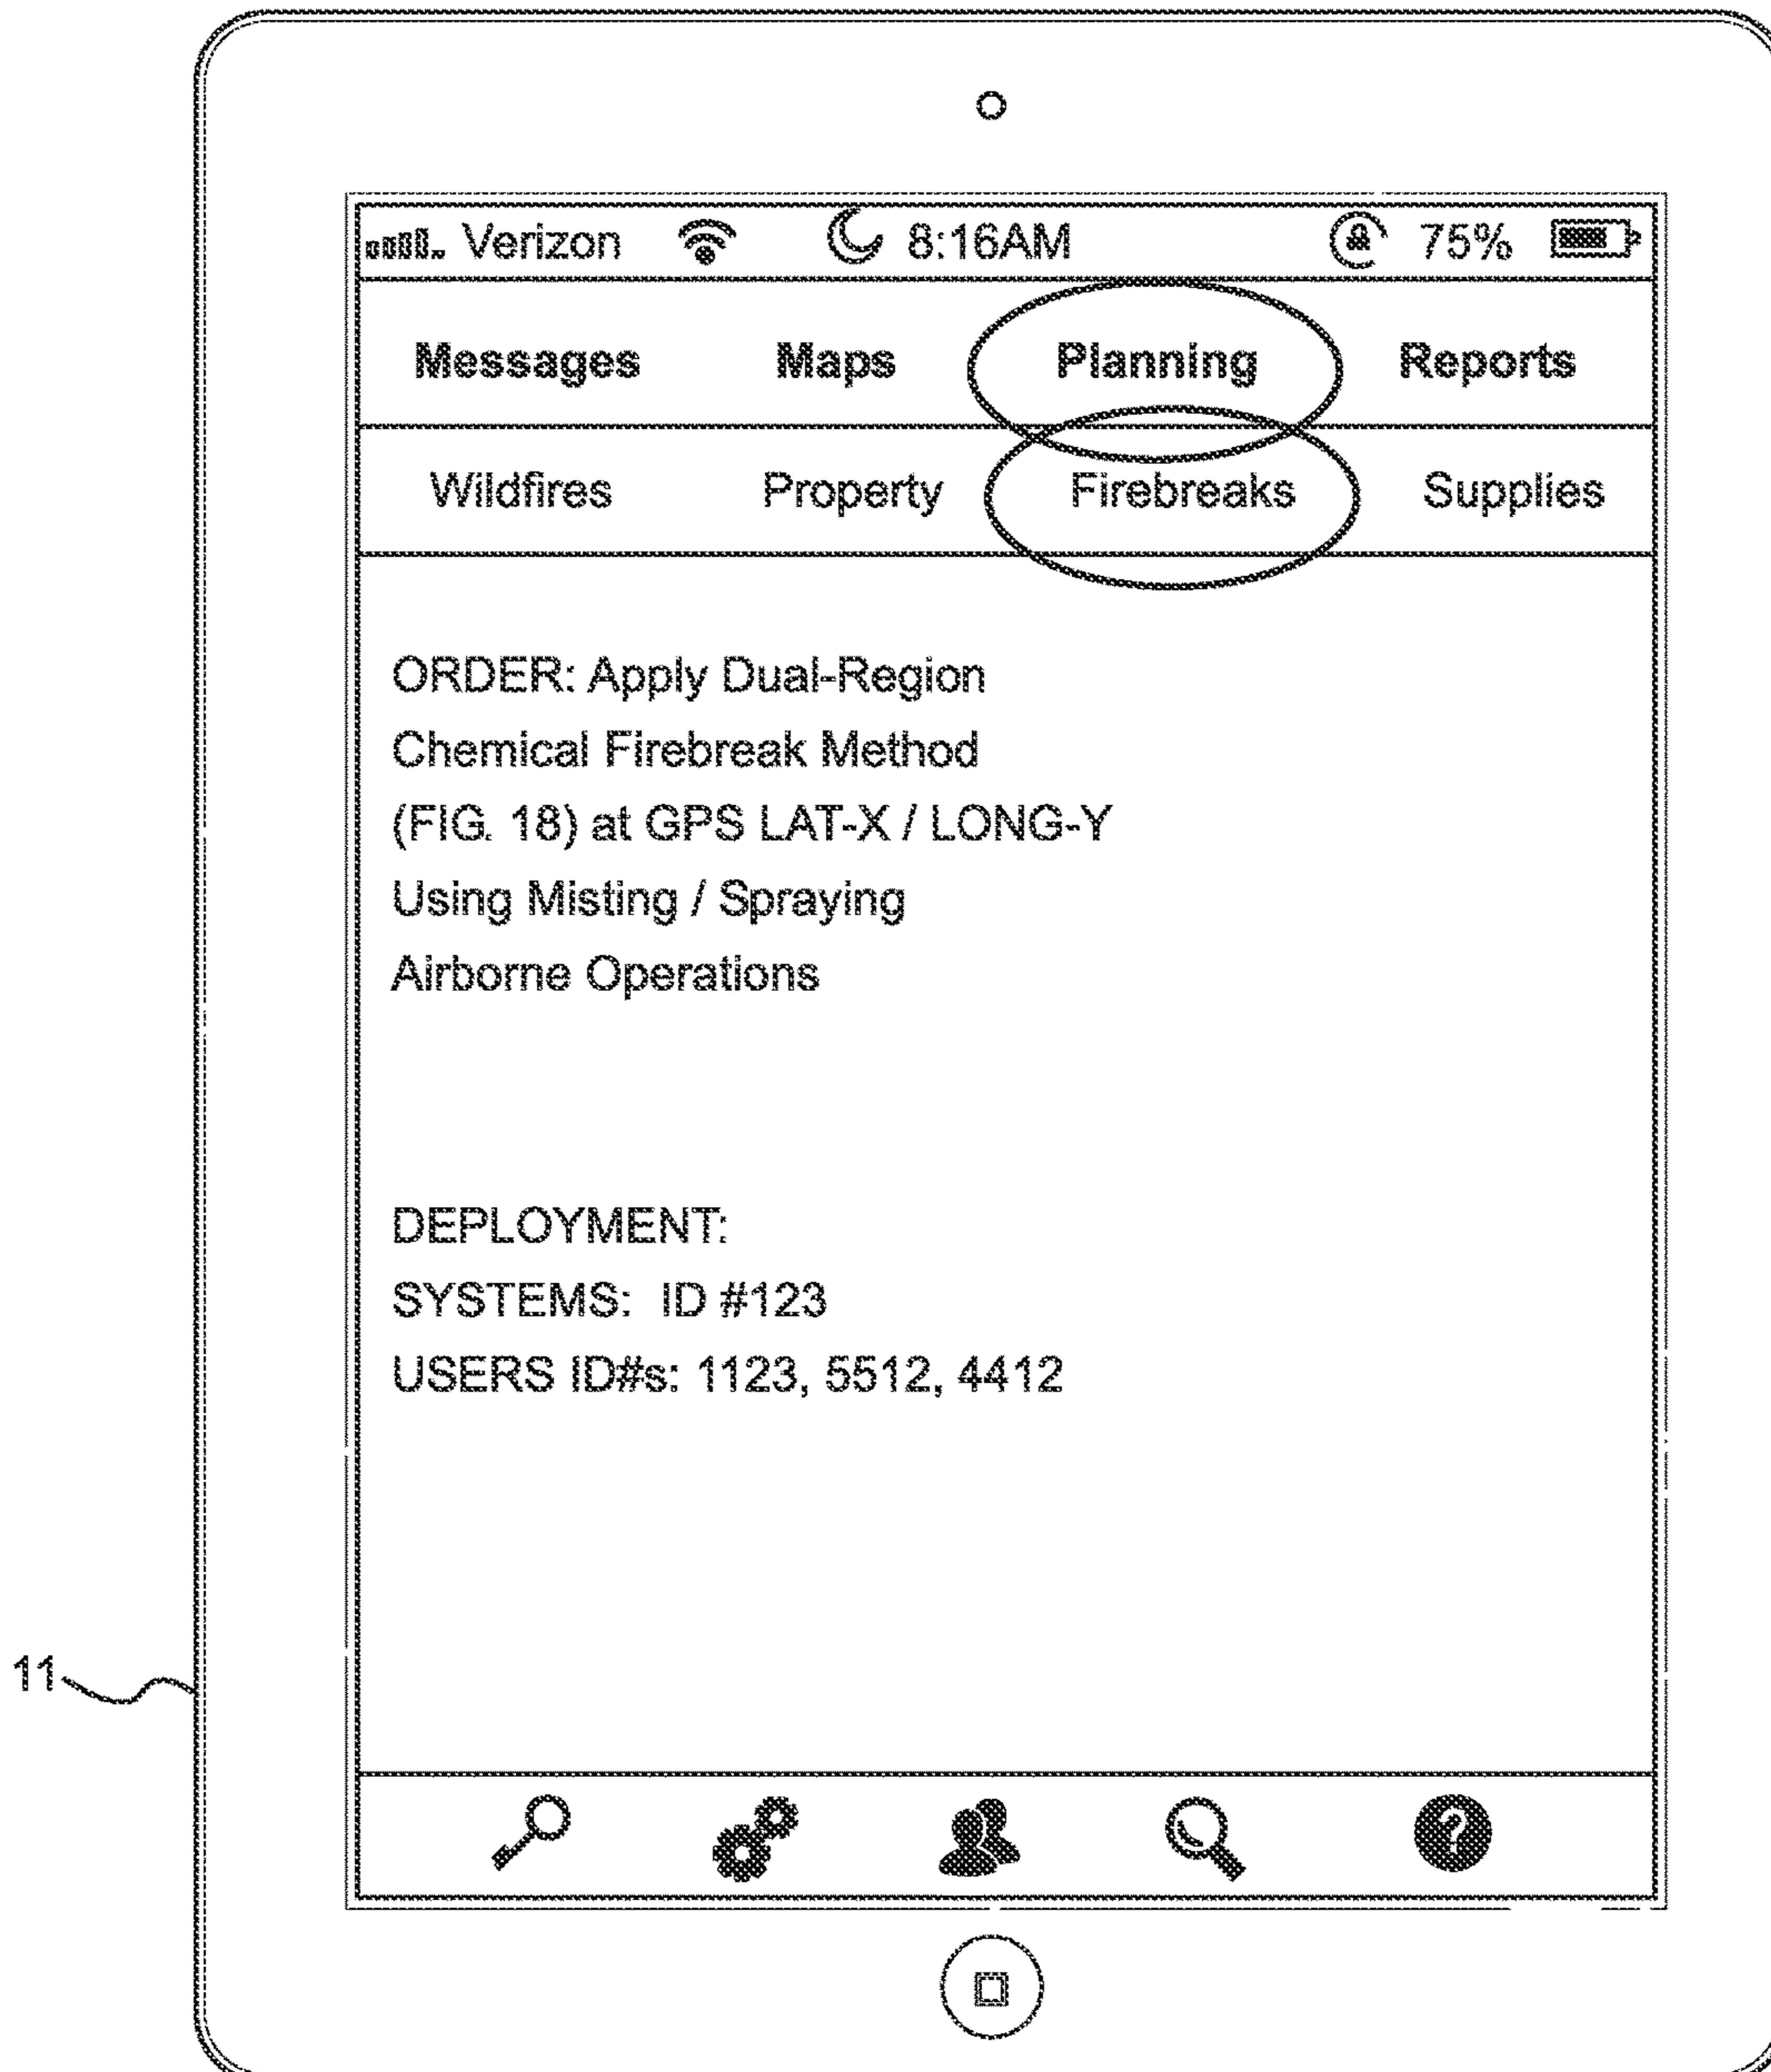 Verizon 8:16AM 75%
Messages Maps Planning Reports
Wildfires Property Firebreaks Supplies
ORDER: Apply Dual-Region
Chemical Firebreak Method
(FIG. 18) at GPS LAT-X / LONG-Y
Using Misting / Spraying
Airborne Operations
DEPLOYMENT:
SYSTEMS: ID #123
USERS ID#s: 1123, 5512, 4412
11
?